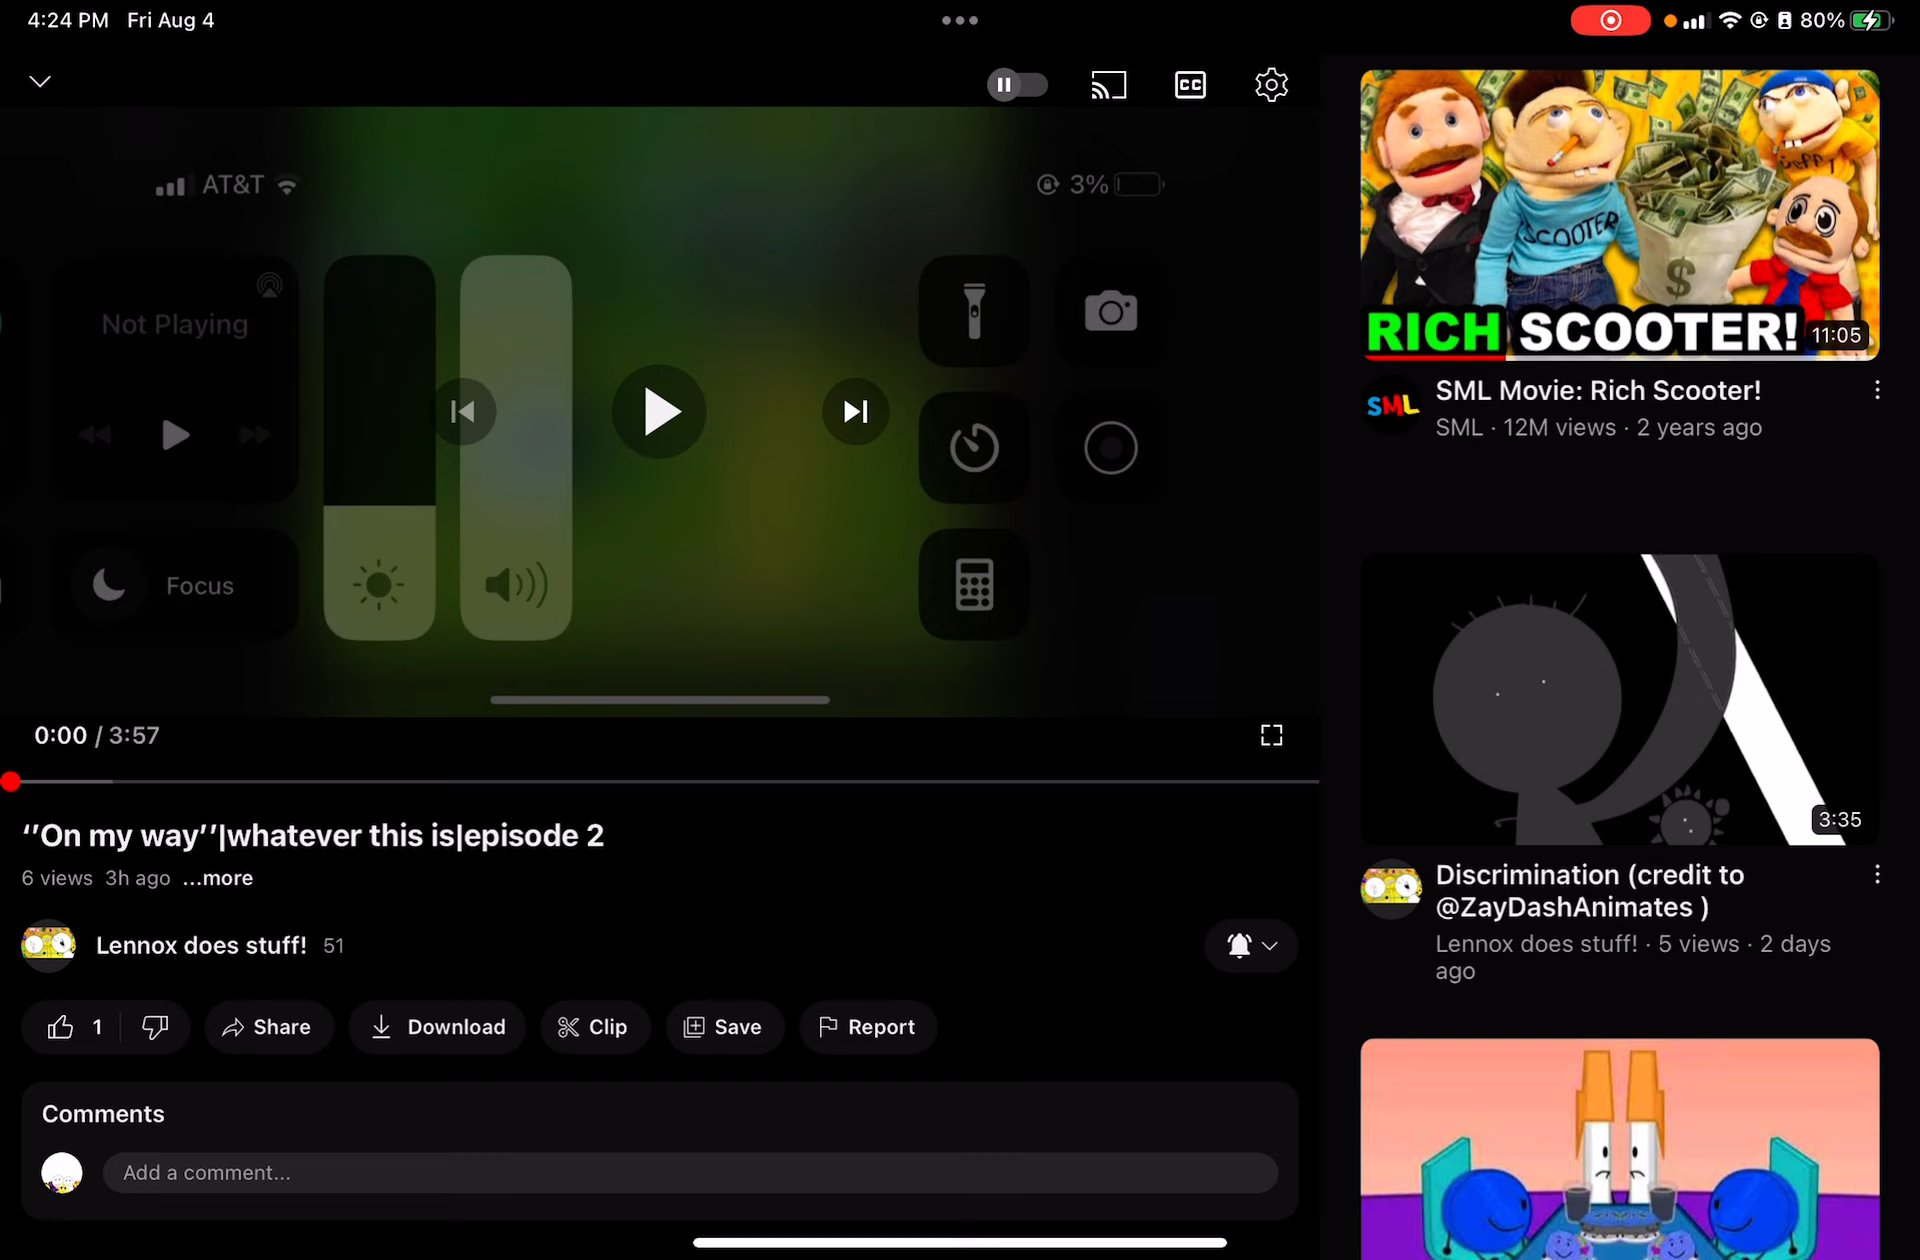 4:24 PM Fri Aug 4
80%
CC
AT&T
3%
Not Playing
Focus
0:00 / 3:57
‘’On my way’’|whatever this is|episode 2
6 views 3h ago ...more
Lennox does stuff! 51
1
Share
Download
Clip
Save
Report
Comments
Add a comment...
SCOOTER
$
RICH SCOOTER!
11:05
SML
SML Movie: Rich Scooter!
SML · 12M views · 2 years ago
3:35
Discrimination (credit to
@ZayDashAnimates )
Lennox does stuff! · 5 views · 2 days
ago